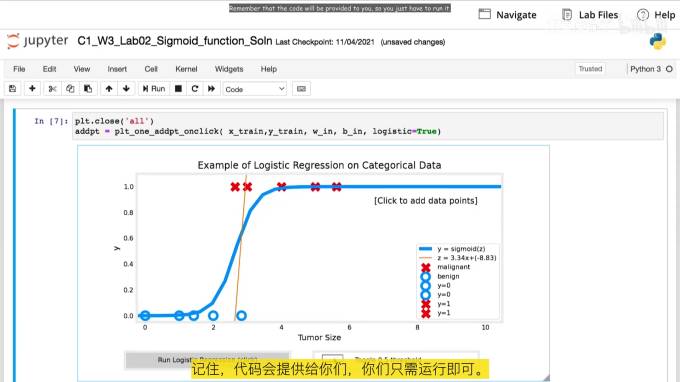 Remember that the code will be provided to you, so you just have to run it.
Navigate Lab Files Help
jupyter C1_W3_Lab02_Sigmoid_function_Soln Last Checkpoint: 11/04/2021 (unsaved changes)
File Edit View Insert Cell Kernel Widgets Help Trusted Python 3
Run Code
In [7]: plt.close('all')
addpt = plt_one_addpt_onclick( x_train,y_train, w_in, b_in, logistic=True)
Example of Logistic Regression on Categorical Data
1.0
[Click to add data points]
0.8
0.6
y
0.4
0.2
0.0
y = sigmoid(z)
z = 3.34x+(-8.83)
malignant
benign
y=0
y=0
y=1
y=1
0 2 4 6 8 10
Tumor Size
Run Logistic Regression (click)
记住，代码会提供给你们，你们只需运行即可。